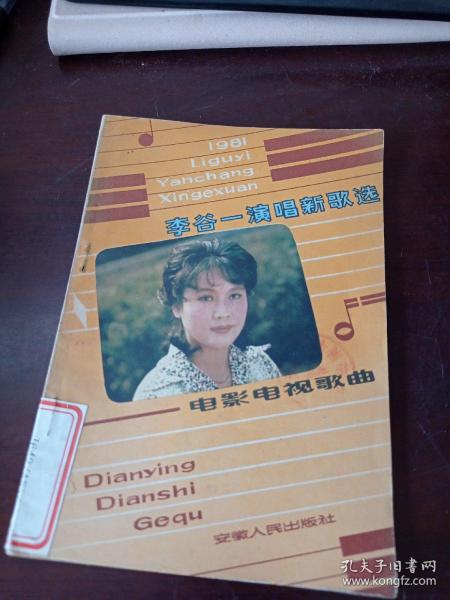 1981
Liguyi
Yanchang
Xingexuan
李谷一演唱新歌选
电影电视歌曲
Dianying
Dianshi
Gequ
安徽人民出版社
孔夫子旧书网
www.kongfz.com